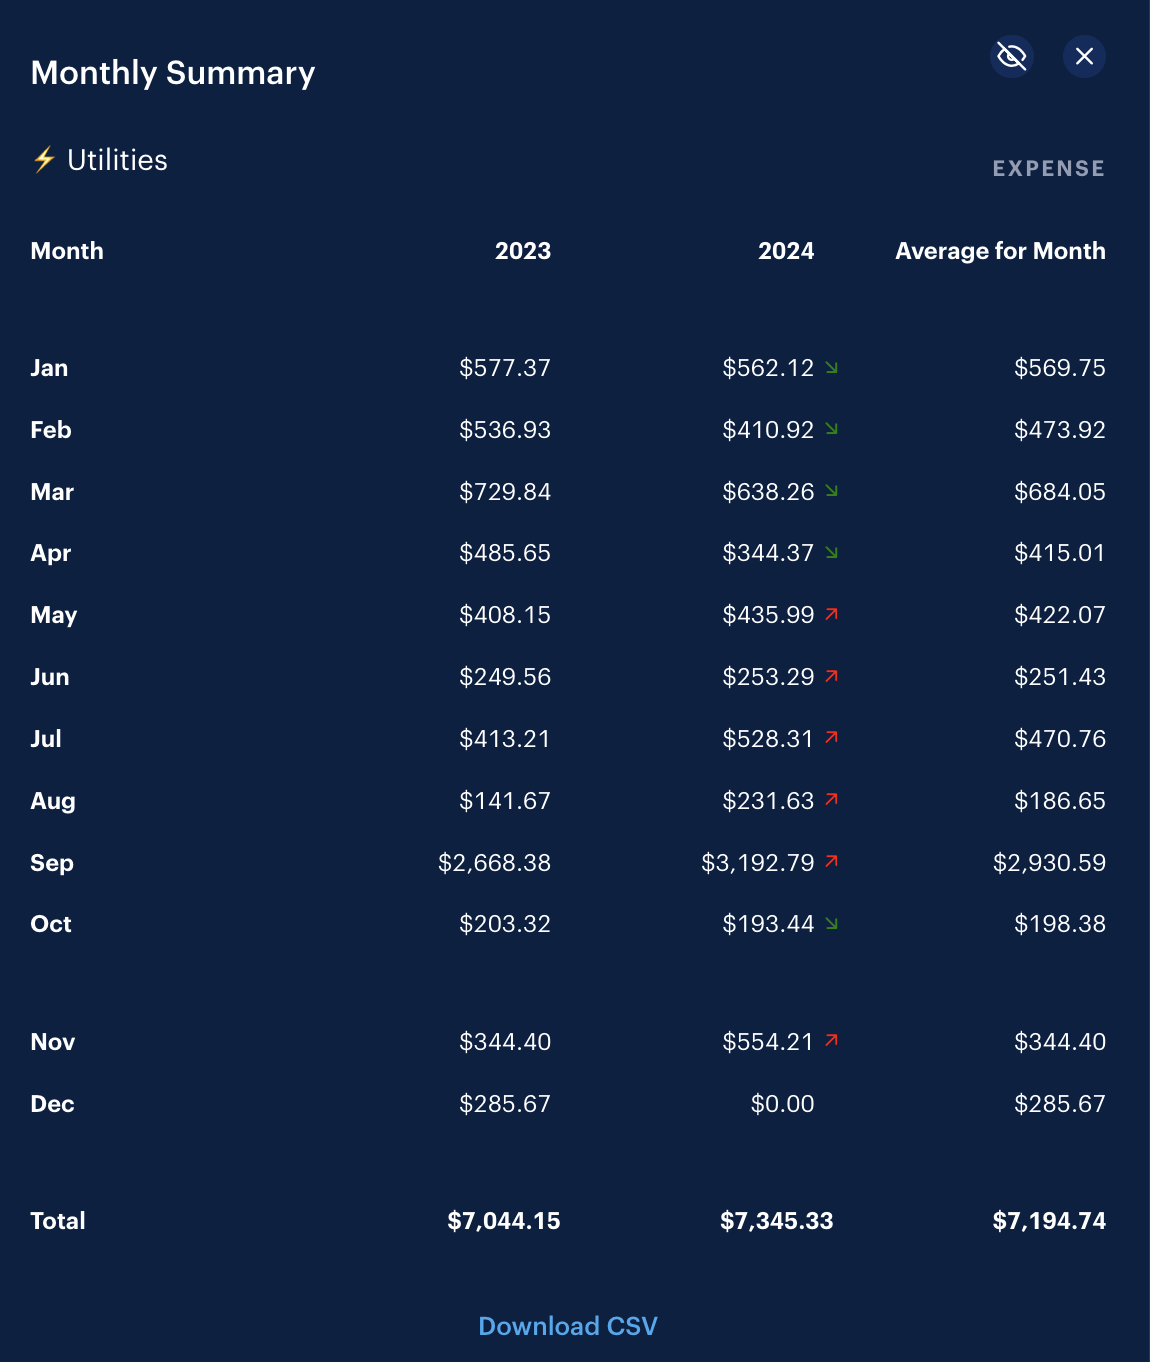 Monthly Summary
⚡ Utilities
EXPENSE
Month 2023 2024 Average for Month
Jan $577.37 $562.12 $569.75
Feb $536.93 $410.92 $473.92
Mar $729.84 $638.26 $684.05
Apr $485.65 $344.37 $415.01
May $408.15 $435.99 $422.07
Jun $249.56 $253.29 $251.43
Jul $413.21 $528.31 $470.76
Aug $141.67 $231.63 $186.65
Sep $2,668.38 $3,192.79 $2,930.59
Oct $203.32 $193.44 $198.38
Nov $344.40 $554.21 $344.40
Dec $285.67 $0.00 $285.67
Total $7,044.15 $7,345.33 $7,194.74
Download CSV